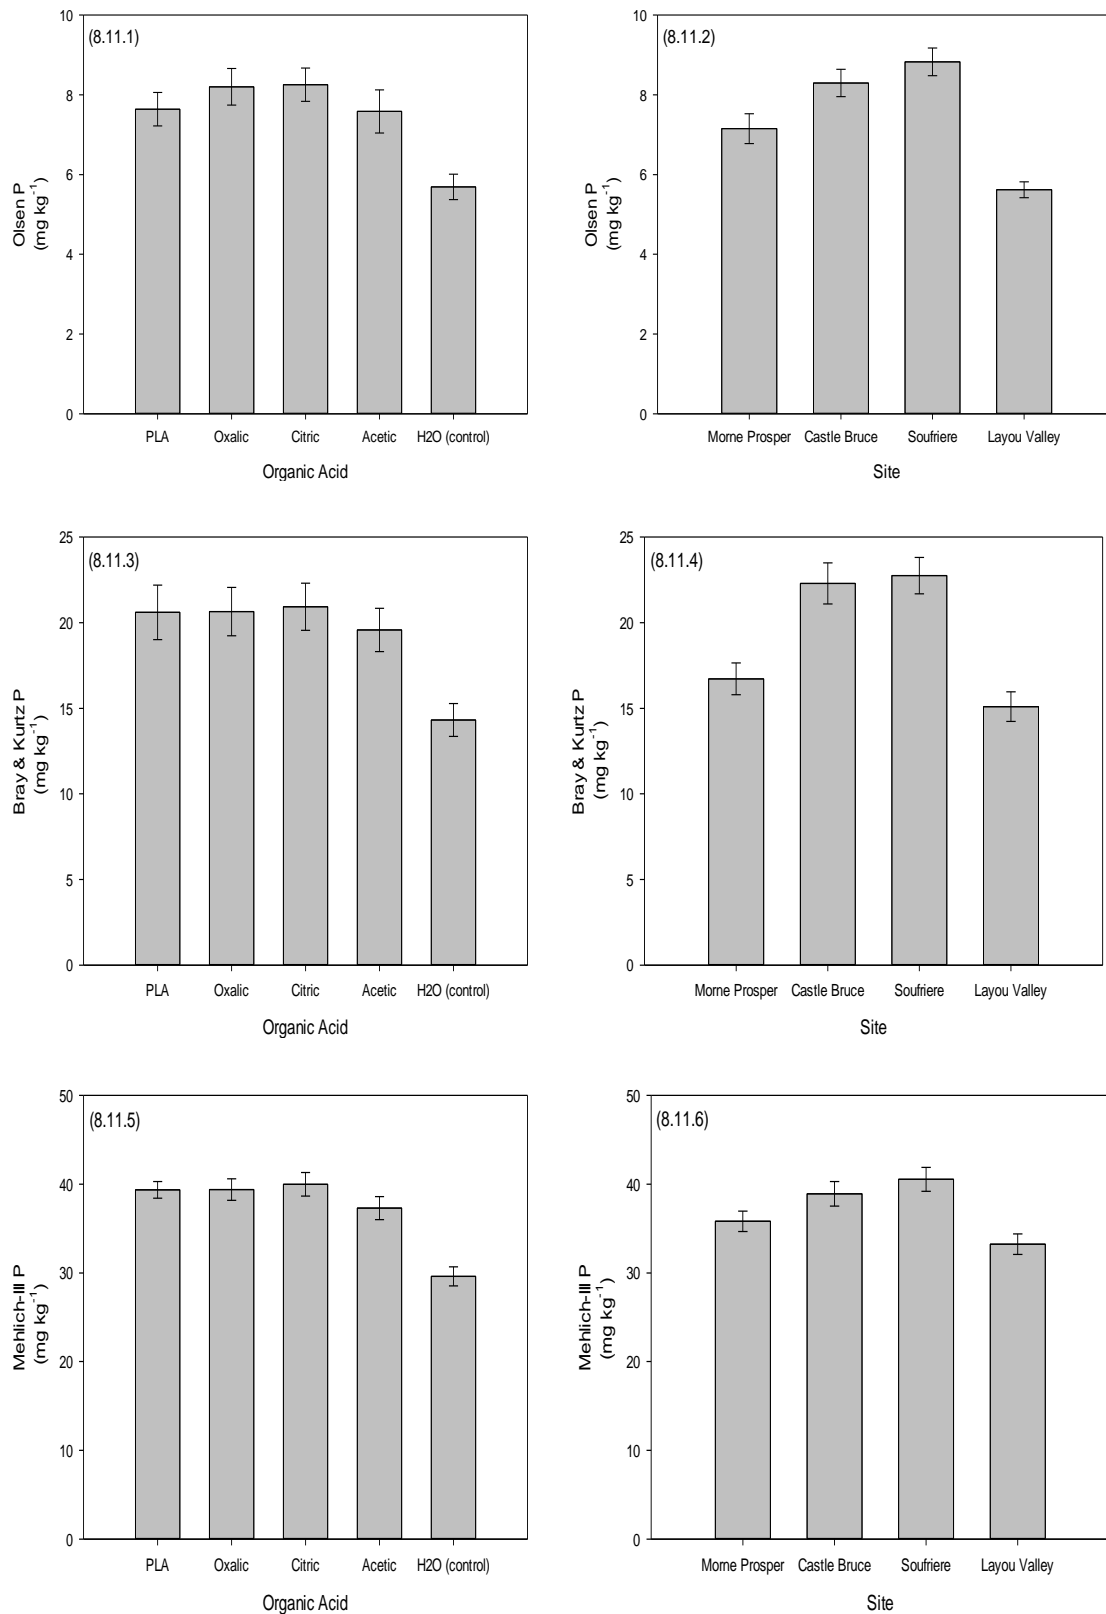 (8.11.1)
10
8
6
4
2
0
Olsen P
(mg kg⁻¹)
PLA Oxalic Citric Acetic H2O (control)
Organic Acid
(8.11.2)
10
8
6
4
2
0
Olsen P
(mg kg⁻¹)
Morne Prosper Castle Bruce Soufriere Layou Valley
Site
(8.11.3)
25
20
15
10
5
0
Bray & Kurtz P
(mg kg⁻¹)
PLA Oxalic Citric Acetic H2O (control)
Organic Acid
(8.11.4)
25
20
15
10
5
0
Bray & Kurtz P
(mg kg⁻¹)
Morne Prosper Castle Bruce Soufriere Layou Valley
Site
(8.11.5)
50
40
30
20
10
0
Mehlich-III P
(mg kg⁻¹)
PLA Oxalic Citric Acetic H2O (control)
Organic Acid
(8.11.6)
50
40
30
20
10
0
Mehlich-III P
(mg kg⁻¹)
Morne Prosper Castle Bruce Soufriere Layou Valley
Site